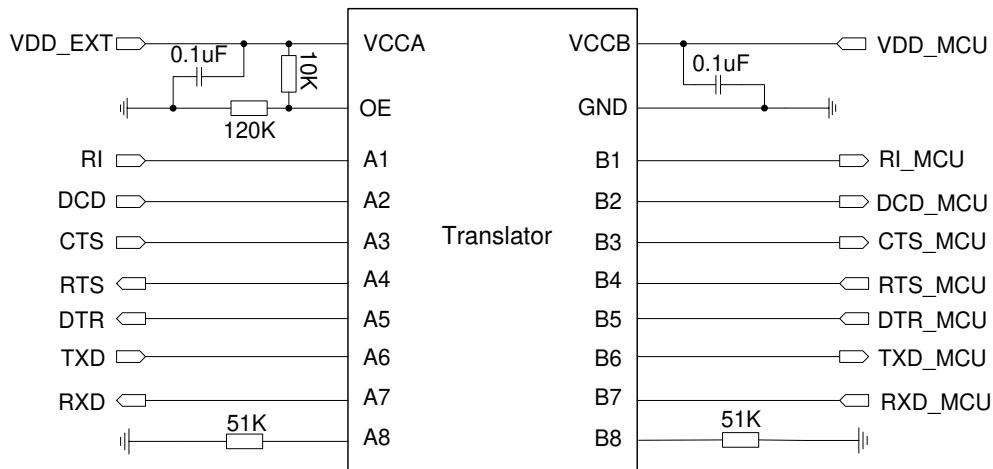 VDD_EXT VCCA VCCB VDD_MCU
0.1uF 10K 0.1uF
OE GND
120K
RI A1 B1 RI_MCU
DCD A2 B2 DCD_MCU
CTS A3 Translator B3 CTS_MCU
RTS A4 B4 RTS_MCU
DTR A5 B5 DTR_MCU
TXD A6 B6 TXD_MCU
RXD A7 B7 RXD_MCU
51K A8 B8 51K